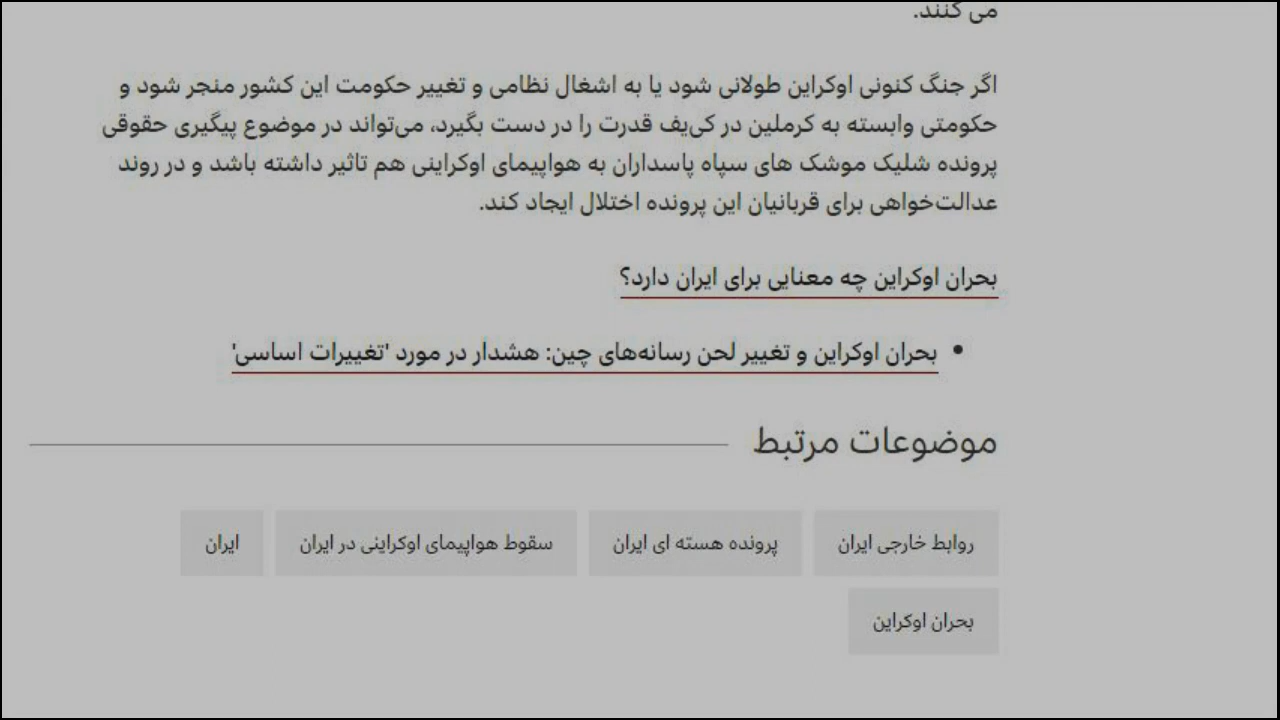 می کنند.
اگر جنگ کنونی اوکراین طولانی شود یا به اشغال نظامی و تغییر حکومت این کشور منجر شود و
حکومتی وابسته به کرملین در کی‌یف قدرت را در دست بگیرد، می‌تواند در موضوع پیگیری حقوقی
پرونده شلیک موشک های سپاه پاسداران به هواپیمای اوکراینی هم تاثیر داشته باشد و در روند
عدالت‌خواهی برای قربانیان این پرونده اختلال ایجاد کند.
بحران اوکراین چه معنایی برای ایران دارد؟
• بحران اوکراین و تغییر لحن رسانه‌های چین: هشدار در مورد 'تغییرات اساسی'
موضوعات مرتبط
روابط خارجی ایران پرونده هسته ای ایران سقوط هواپیمای اوکراینی در ایران ایران
بحران اوکراین